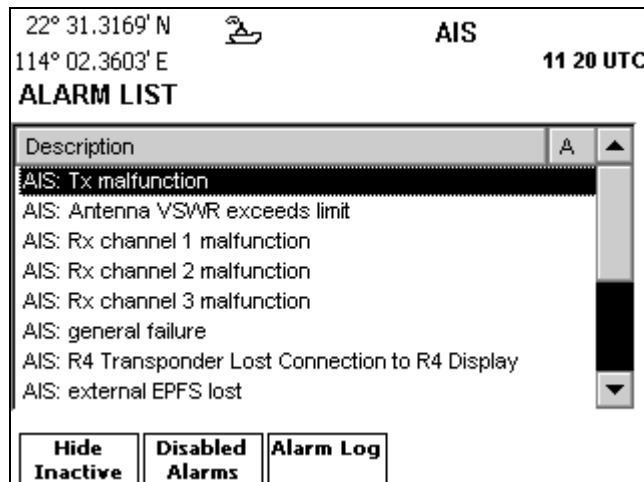 22° 31.3169' N
AIS
114° 02.3603' E
11 20 UTC
ALARM LIST
Description A
AIS: Tx malfunction
AIS: Antenna VSWR exceeds limit
AIS: Rx channel 1 malfunction
AIS: Rx channel 2 malfunction
AIS: Rx channel 3 malfunction
AIS: general failure
AIS: R4 Transponder Lost Connection to R4 Display
AIS: external EPFS lost
Hide Inactive
Disabled Alarms
Alarm Log